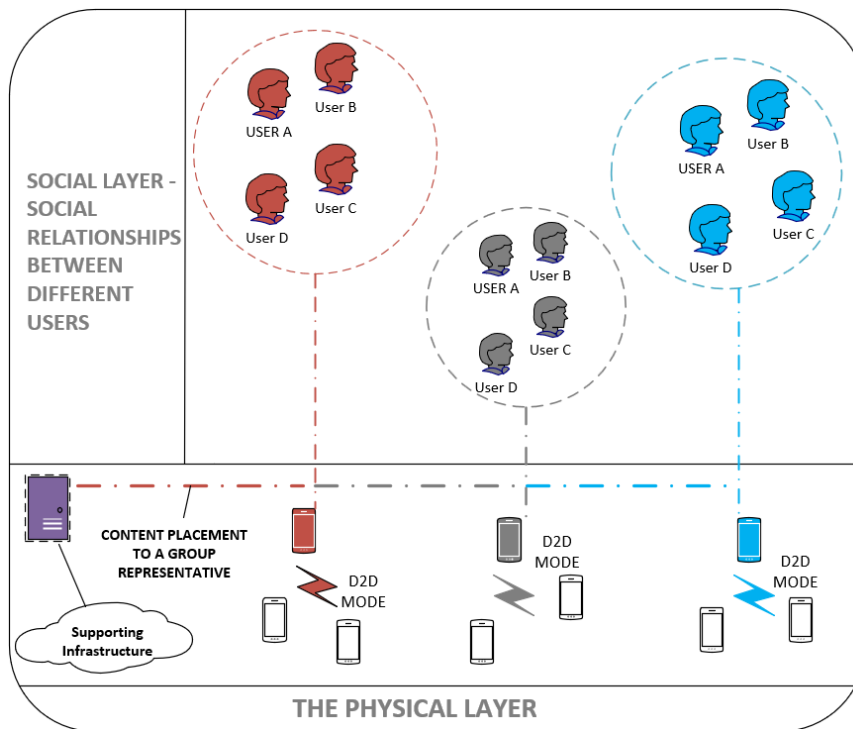 SOCIAL LAYER -
SOCIAL
RELATIONSHIPS
BETWEEN
DIFFERENT
USERS
USER A
User B
User C
User D
USER A
User B
User C
User D
USER A
User B
User C
User D
CONTENT PLACEMENT
TO A GROUP
REPRESENTATIVE
D2D
MODE
D2D
MODE
D2D
MODE
Supporting
Infrastructure
THE PHYSICAL LAYER